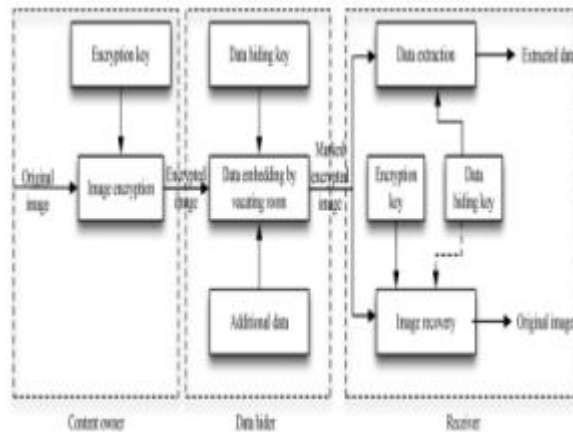 Encryption key
Data hiding key
Data extraction
Extracted data
Original
image
Image encryption
Encrypted
image
Data embedding by
vacating room
Marked
encrypted
image
Encryption
key
Data
hiding key
Additional data
Image recovery
Original image
Content owner
Data hider
Receiver